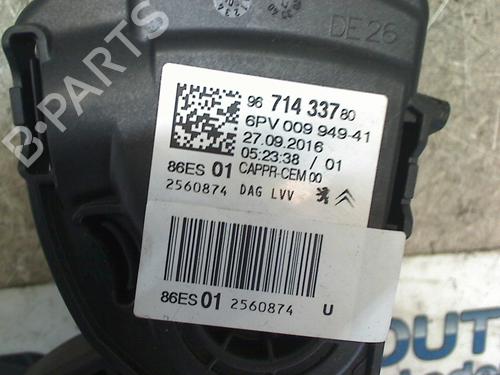 DE 26
96 714 337 80
6PV 009 949-41
27.09.2016
05:23:38 / 01
86ES 01 CAPPR-CEM 00
2560874 DAG LVV
86ES 01 2560874 U
B
OUT